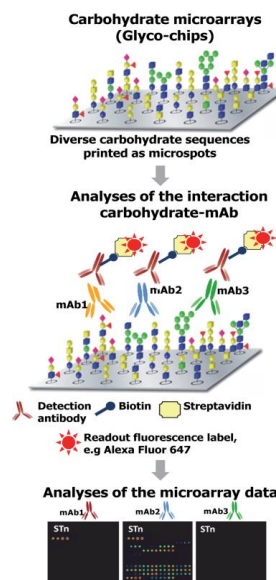 Carbohydrate microarrays
(Glyco-chips)
Diverse carbohydrate sequences
printed as microspots
Analyses of the interaction
carbohydrate-mAb
mAb1
mAb2
mAb3
Detection
antibody
Biotin
Streptavidin
Readout fluorescence label,
e.g Alexa Fluor 647
Analyses of the microarray data
mAb1 mAb2 mAb3
STn STn STn